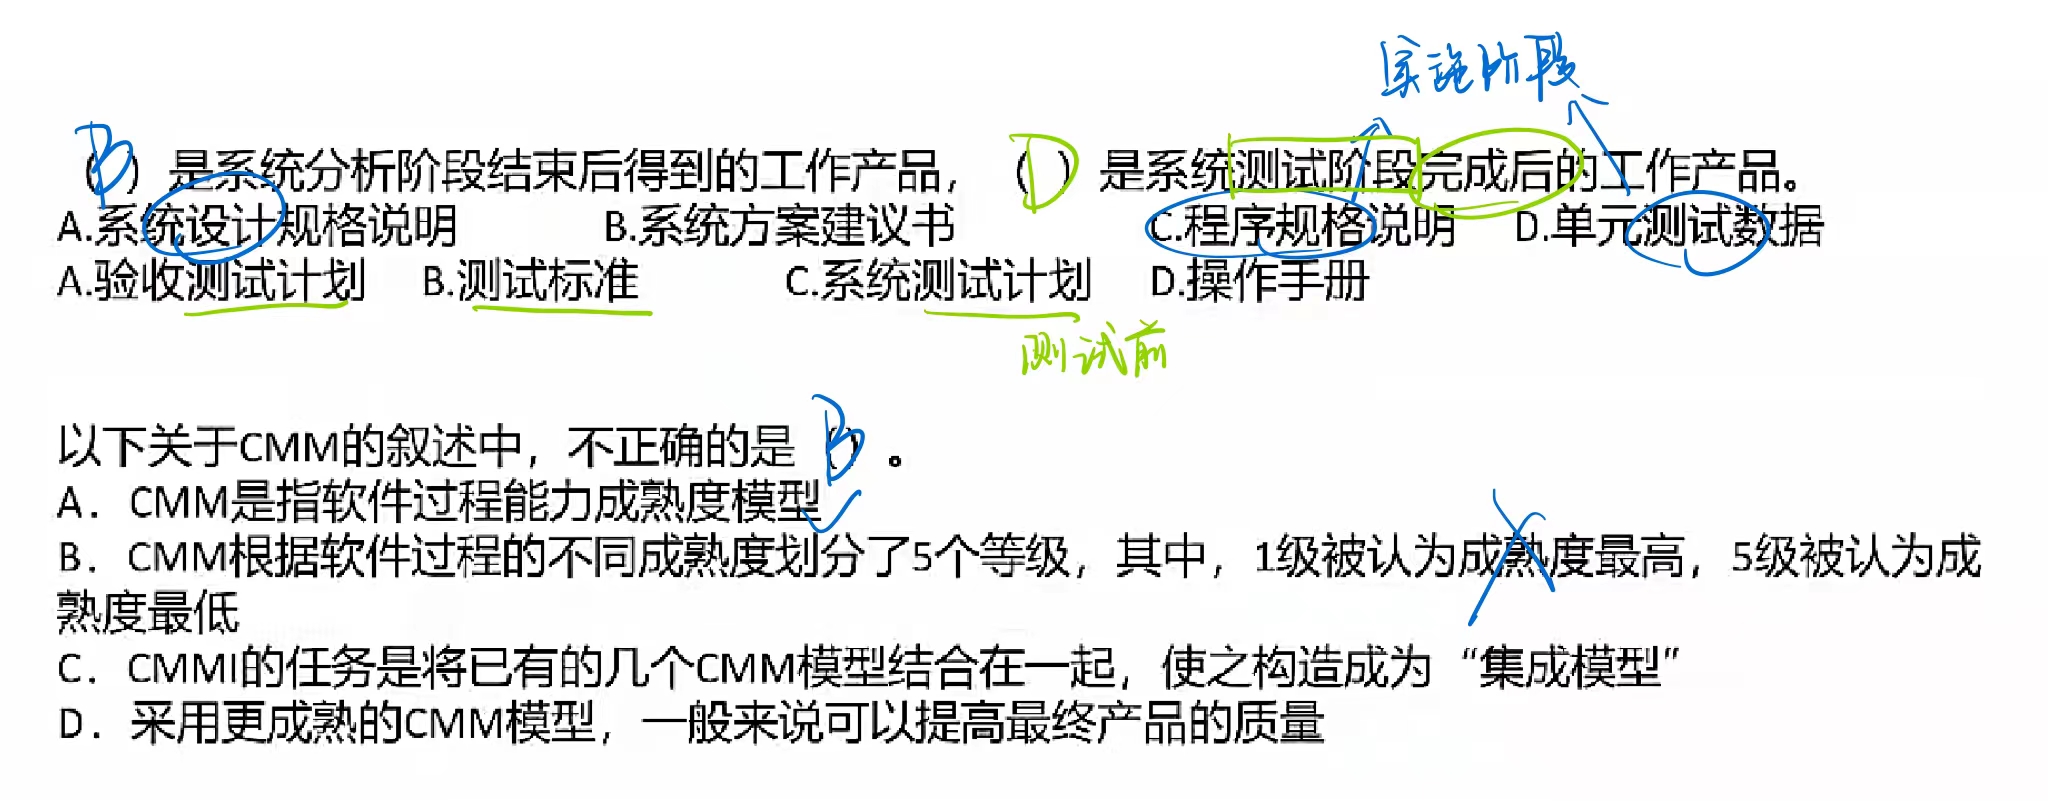 实施阶段
(B) 是系统分析阶段结束后得到的工作产品, (D) 是系统测试阶段完成后的工作产品。
A.系统设计规格说明 B.系统方案建议书 C.程序规格说明 D.单元测试数据
A.验收测试计划 B.测试标准 C.系统测试计划 D.操作手册
测试前
以下关于CMM的叙述中，不正确的是 (B) 。
A．CMM是指软件过程能力成熟度模型
B．CMM根据软件过程的不同成熟度划分了5个等级，其中，1级被认为成熟度最高，5级被认为成
熟度最低
C．CMMI的任务是将已有的几个CMM模型结合在一起，使之构造成为“集成模型”
D．采用更成熟的CMM模型，一般来说可以提高最终产品的质量